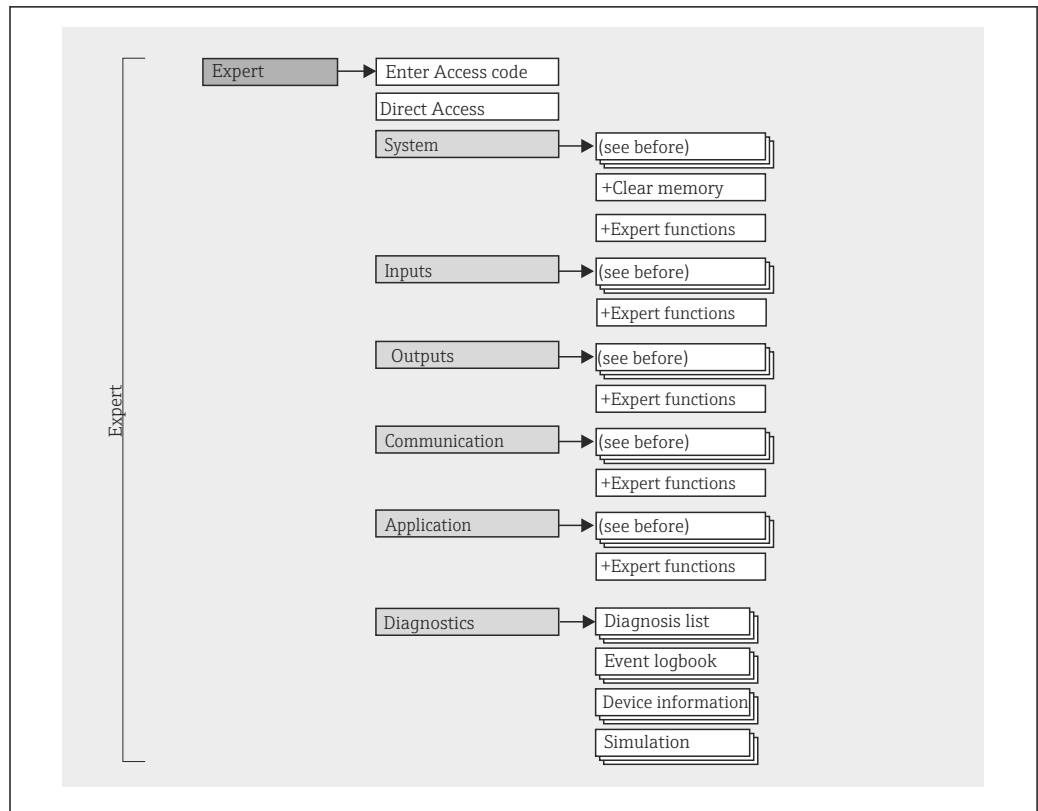 Expert
Expert
Enter Access code
Direct Access
System
(see before)
+Clear memory
+Expert functions
Inputs
(see before)
+Expert functions
Outputs
(see before)
+Expert functions
Communication
(see before)
+Expert functions
Application
(see before)
+Expert functions
Diagnostics
Diagnosis list
Event logbook
Device information
Simulation